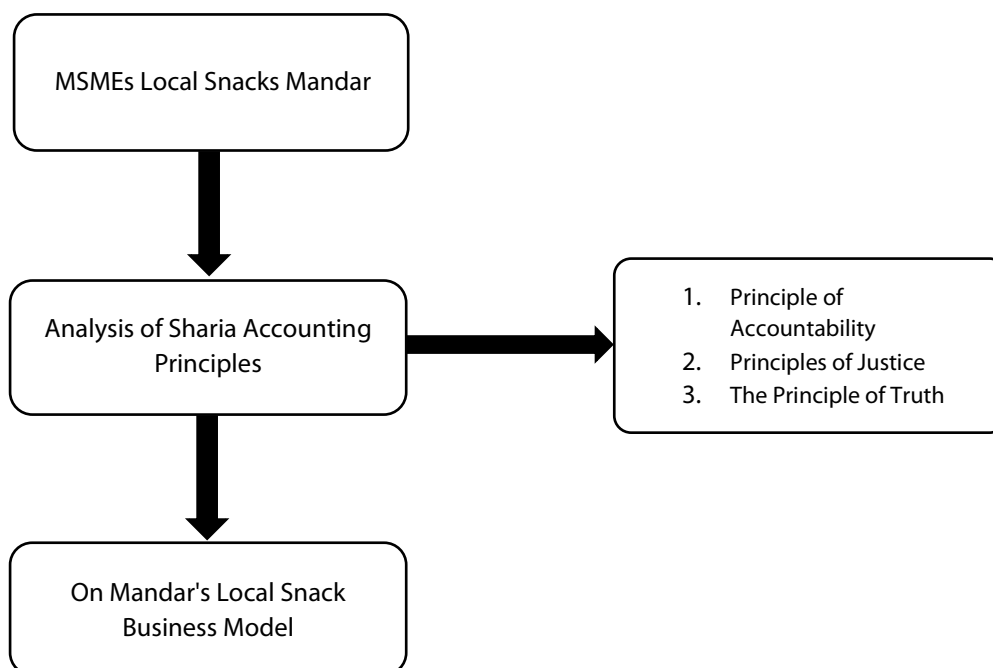 MSMEs Local Snacks Mandar
Analysis of Sharia Accounting
Principles
1. Principle of
Accountability
2. Principles of Justice
3. The Principle of Truth
On Mandar's Local Snack
Business Model